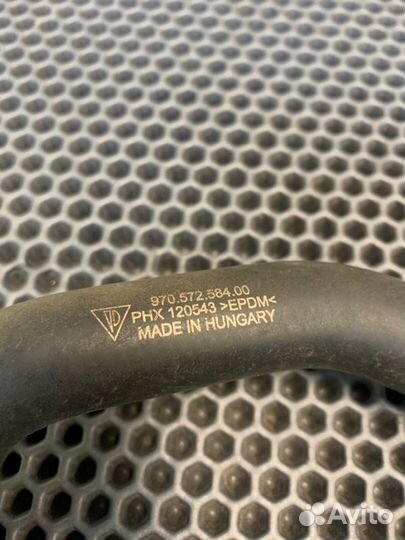 970.572.584.00
PHX 120543 >EPDM<
MADE IN HUNGARY
Avito